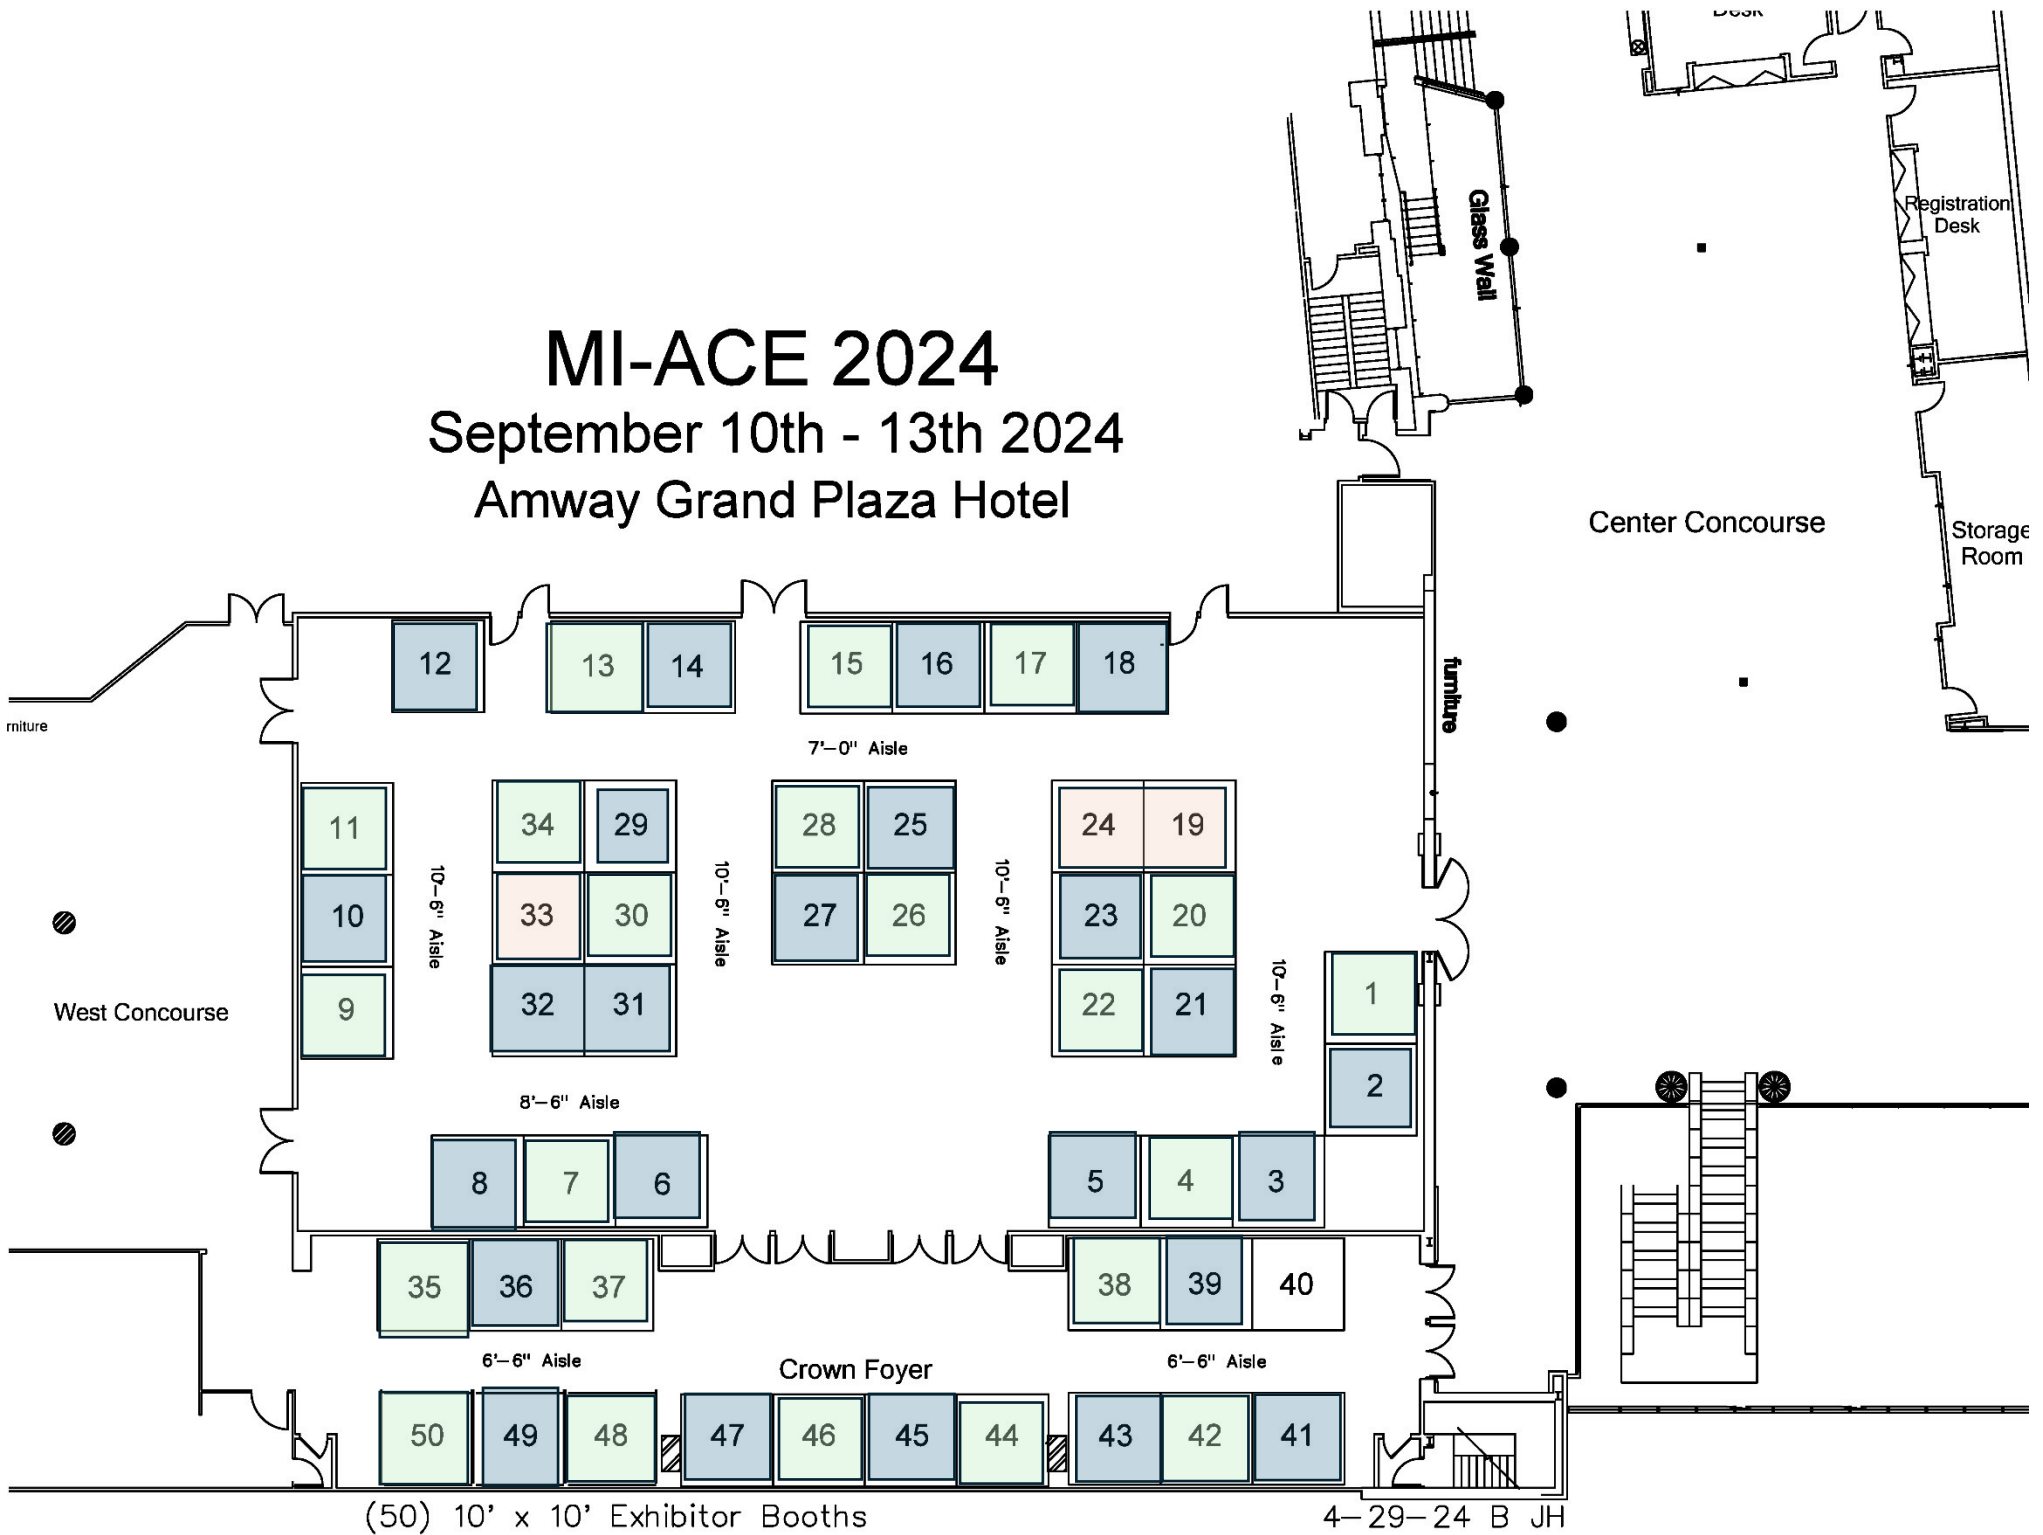 Desk
Glass Wall
Registration
Desk
MI-ACE 2024
September 10th - 13th 2024
Amway Grand Plaza Hotel
Center Concourse
Storage
Room
furniture
rniture
12
13
14
15
16
17
18
7'-0" Aisle
11
34
29
28
25
24
19
10'-6" Aisle
10'-6" Aisle
10'-6" Aisle
10
33
30
27
26
23
20
10'-6" Aisle
1
West Concourse
9
32
31
22
21
2
8'-6" Aisle
8
7
6
5
4
3
35
36
37
38
39
40
6'-6" Aisle
Crown Foyer
6'-6" Aisle
50
49
48
47
46
45
44
43
42
41
(50) 10' x 10' Exhibitor Booths
4-29-24 B JH